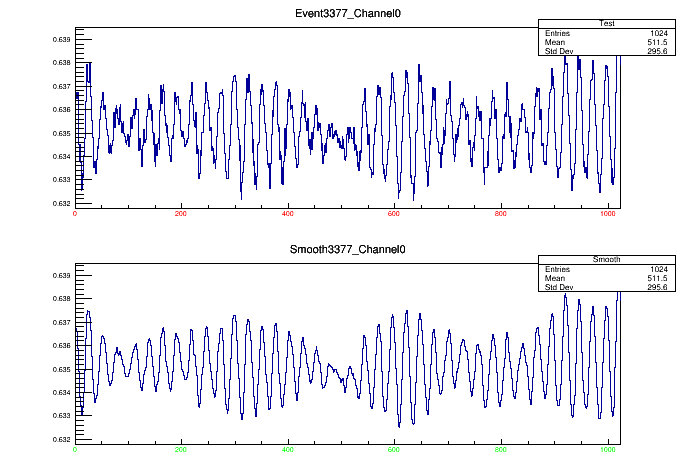 Event3377_Channel0
Test
Entries 1024
Mean 511.5
Std Dev 295.6
0.639
0.638
0.637
0.636
0.635
0.634
0.633
0.632
0 200 400 600 800 1000
Smooth3377_Channel0
Smooth
Entries 1024
Mean 511.5
Std Dev 295.6
0.639
0.638
0.637
0.636
0.635
0.634
0.633
0.632
0 200 400 600 800 1000